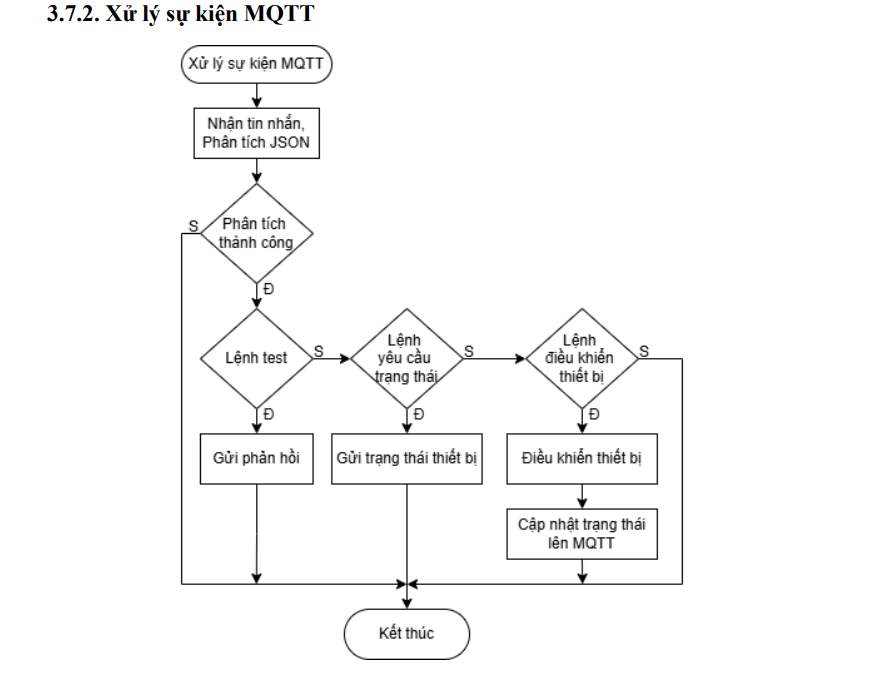 3.7.2. Xử lý sự kiện MQTT
Xử lý sự kiện MQTT
Nhận tin nhắn,
Phân tích JSON
S
Phân tích
thành công
Đ
Lệnh test
S
Lệnh
yêu cầu
trạng thái
S
Lệnh
điều khiển
thiết bị
S
Đ
Đ
Đ
Gửi phản hồi
Gửi trạng thái thiết bị
Điều khiển thiết bị
Cập nhật trạng thái
lên MQTT
Kết thúc